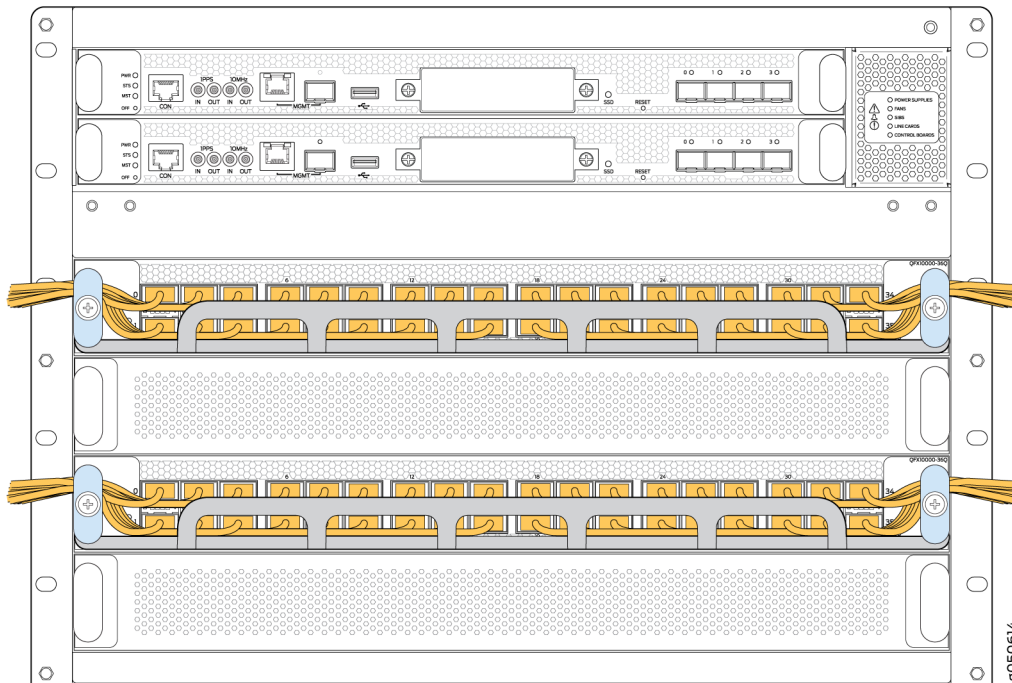 PWR
STS
MST
OFF
CON
1PPS
10MHz
IN
OUT
IN
OUT
MGMT
SSD
RESET
0
1
2
3
POWER SUPPLIES
FANS
SIBS
LINE CARDS
CONTROL BOARDS
PWR
STS
MST
OFF
CON
1PPS
10MHz
IN
OUT
IN
OUT
MGMT
SSD
RESET
0
1
2
3
QFX10000-36Q
0
6
12
18
24
30
34
QFX10000-36Q
0
6
12
18
24
30
34
g050614